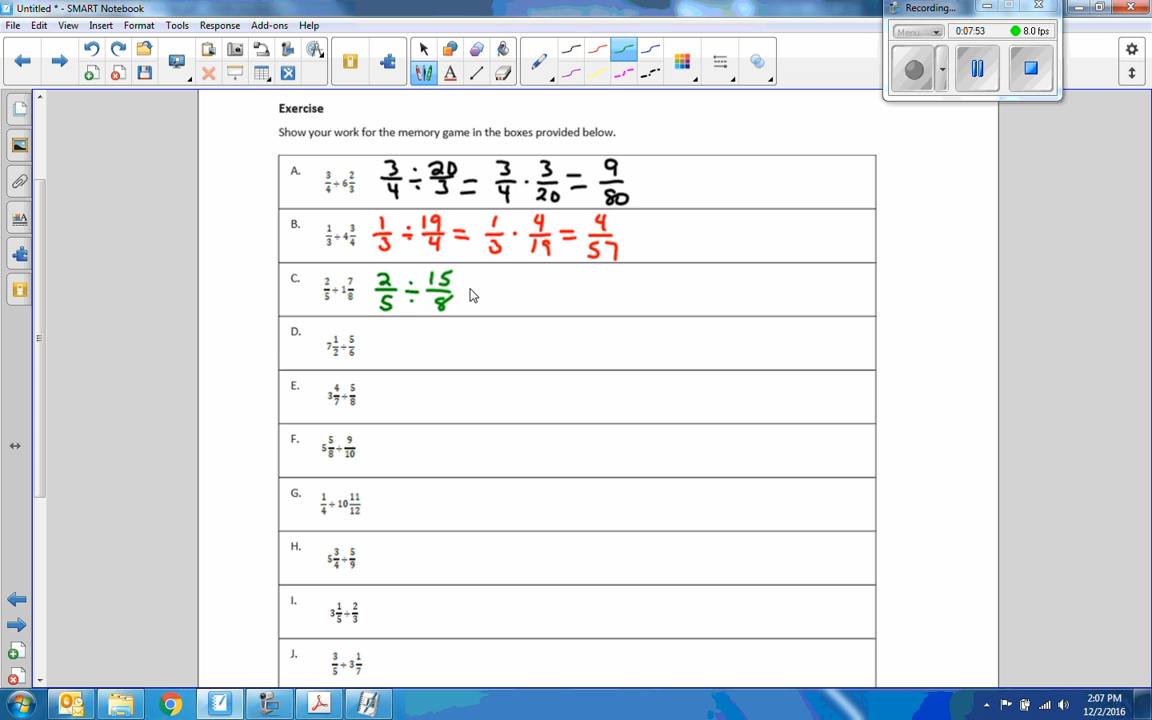 Untitled * - SMART Notebook
File Edit View Insert Format Tools Response Add-ons Help
Recording...
Menu 0:07:53 8.0 fps
Exercise
Show your work for the memory game in the boxes provided below.
A. 3/4 ÷ 6 2/3 3/4 ÷ 20/3 = 3/4 · 3/20 = 9/80
B. 1/3 ÷ 4 3/4 1/3 ÷ 19/4 = 1/3 · 4/19 = 4/57
C. 2/5 ÷ 1 7/8 2/5 ÷ 15/8
D. 7 1/2 ÷ 5/6
E. 3 4/7 ÷ 5/8
F. 5 5/8 ÷ 9/10
G. 1/4 ÷ 10 11/12
H. 5 3/4 ÷ 5/9
I. 3 1/5 ÷ 2/3
J. 3/5 ÷ 3 1/7
2:07 PM
12/2/2016